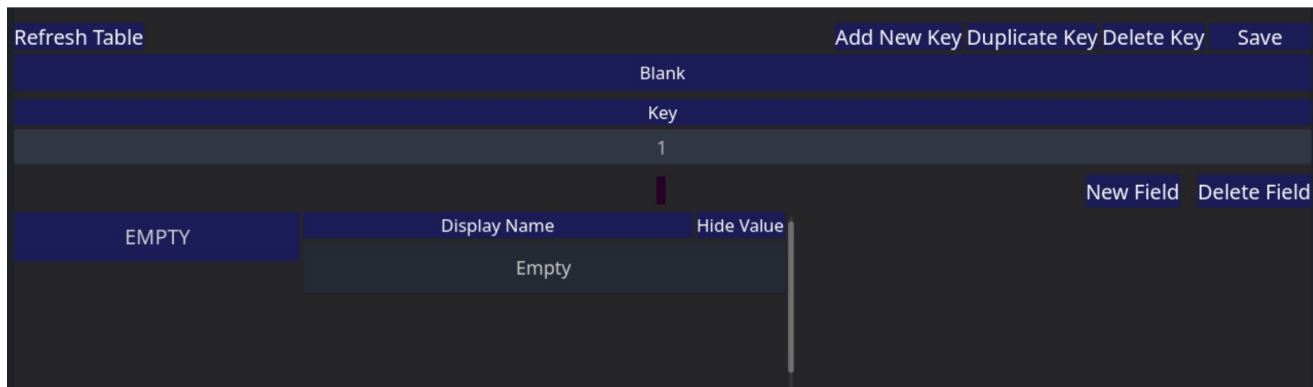 Refresh Table Add New Key Duplicate Key Delete Key Save
Blank
Key
1
New Field Delete Field
EMPTY Display Name Hide Value
Empty